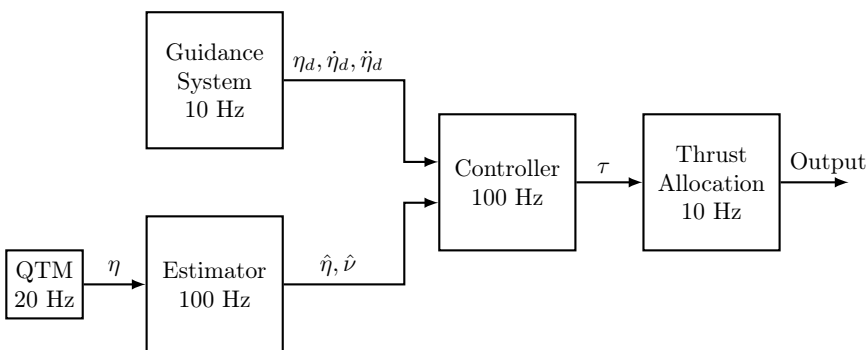 Guidance
System
10 Hz
η_d, η̇_d, η̈_d
Controller
100 Hz
τ
Thrust
Allocation
10 Hz
Output
QTM
20 Hz
η
Estimator
100 Hz
η̂, ν̂